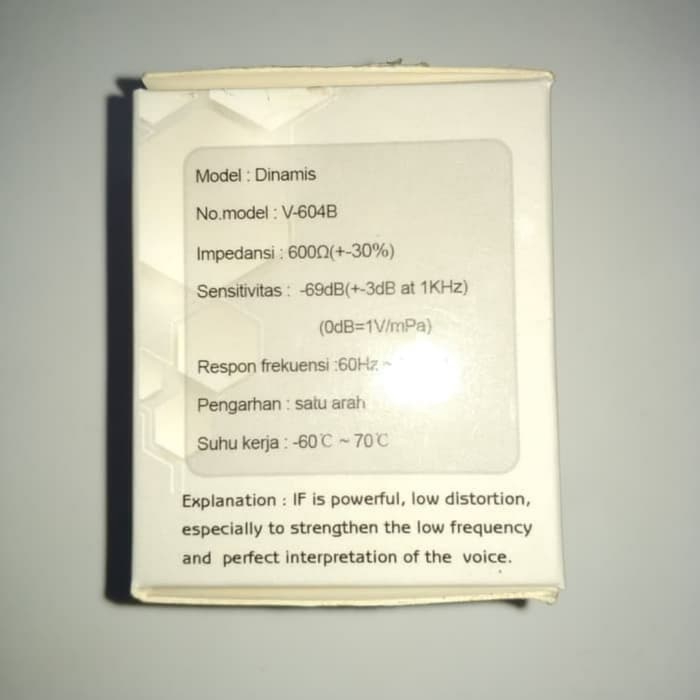 Model : Dinamis
No.model : V-604B
Impedansi : 600Ω(+-30%)
Sensitivitas : -69dB(+-3dB at 1KHz)
(0dB=1V/mPa)
Respon frekuensi :60Hz ~
Pengarhan : satu arah
Suhu kerja : -60℃ ~ 70℃
Explanation : IF is powerful, low distortion,
especially to strengthen the low frequency
and perfect interpretation of the voice.